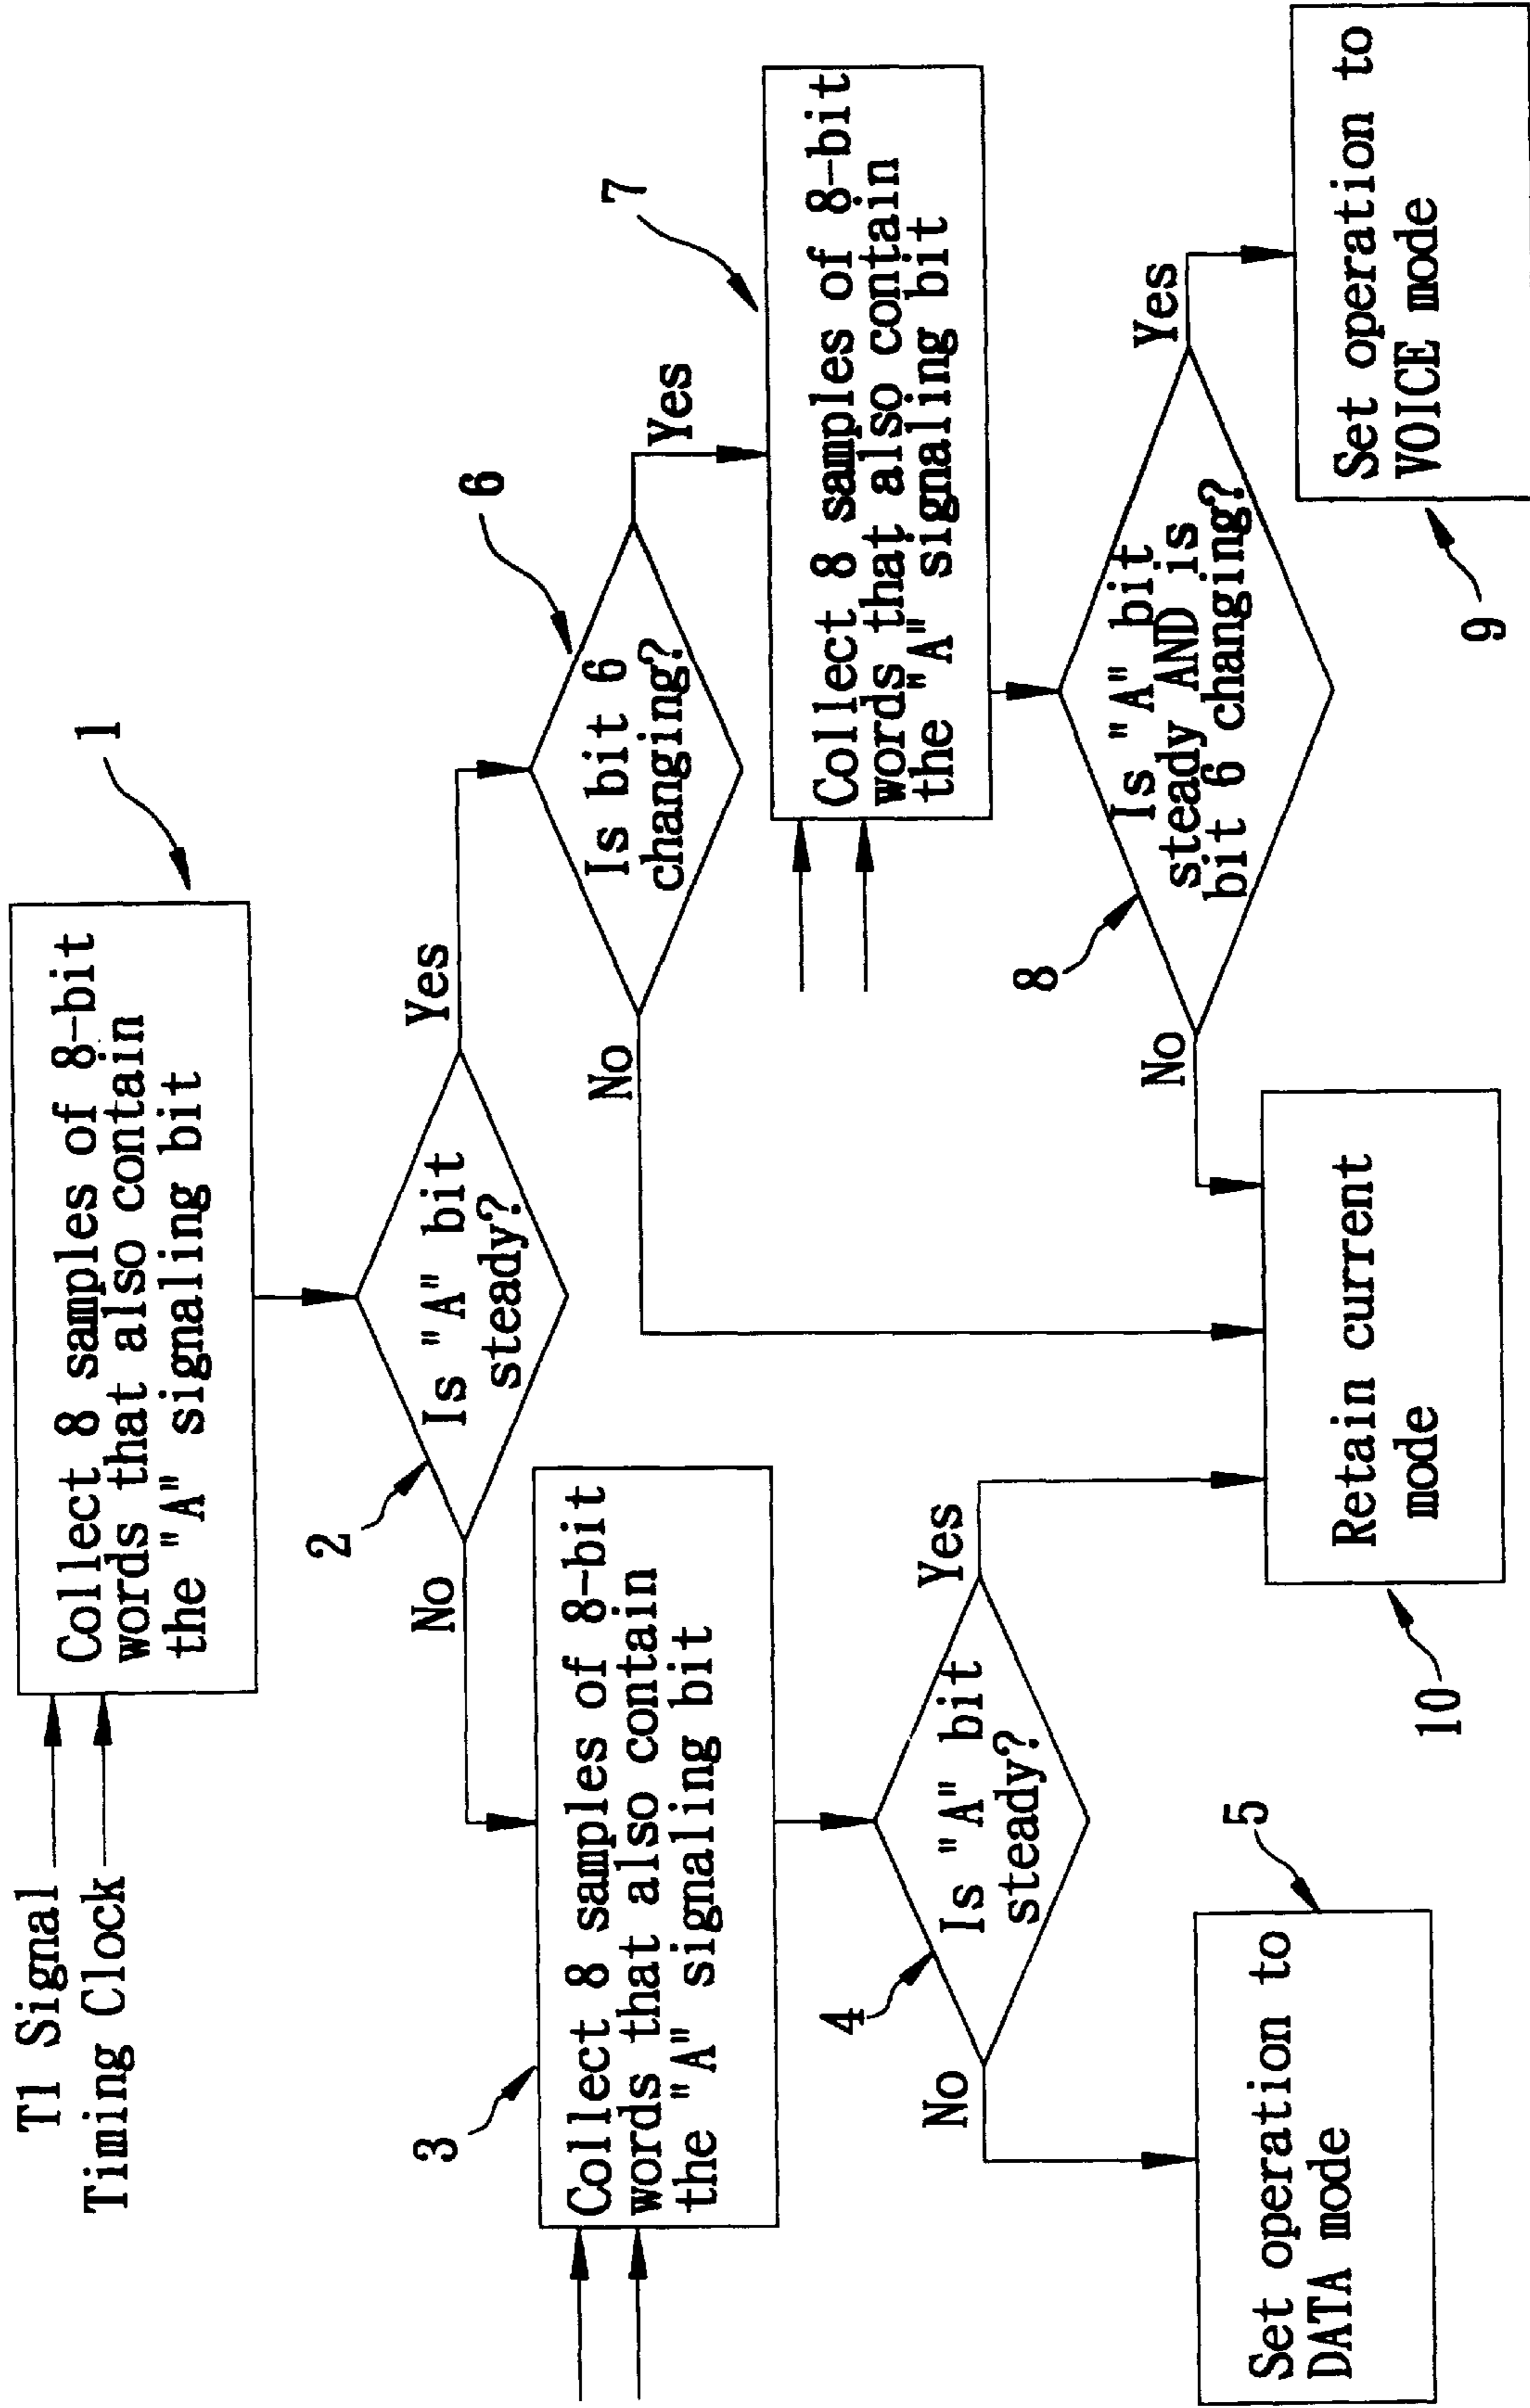 T1 Signal
Timing Clock
Collect 8 samples of 8-bit
words that also contain
the "A" signaling bit
1
Is "A" bit
steady?
2
No
Yes
Collect 8 samples of 8-bit
words that also contain
the "A" signaling bit
3
Is "A" bit
steady?
4
No
Yes
Set operation to
DATA mode
5
Is bit 6
changing?
6
No
Yes
Collect 8 samples of 8-bit
words that also contain
the "A" signaling bit
7
Is "A" bit
steady AND is
bit 6 changing?
8
No
Yes
Set operation to
VOICE mode
9
Retain current
mode
10